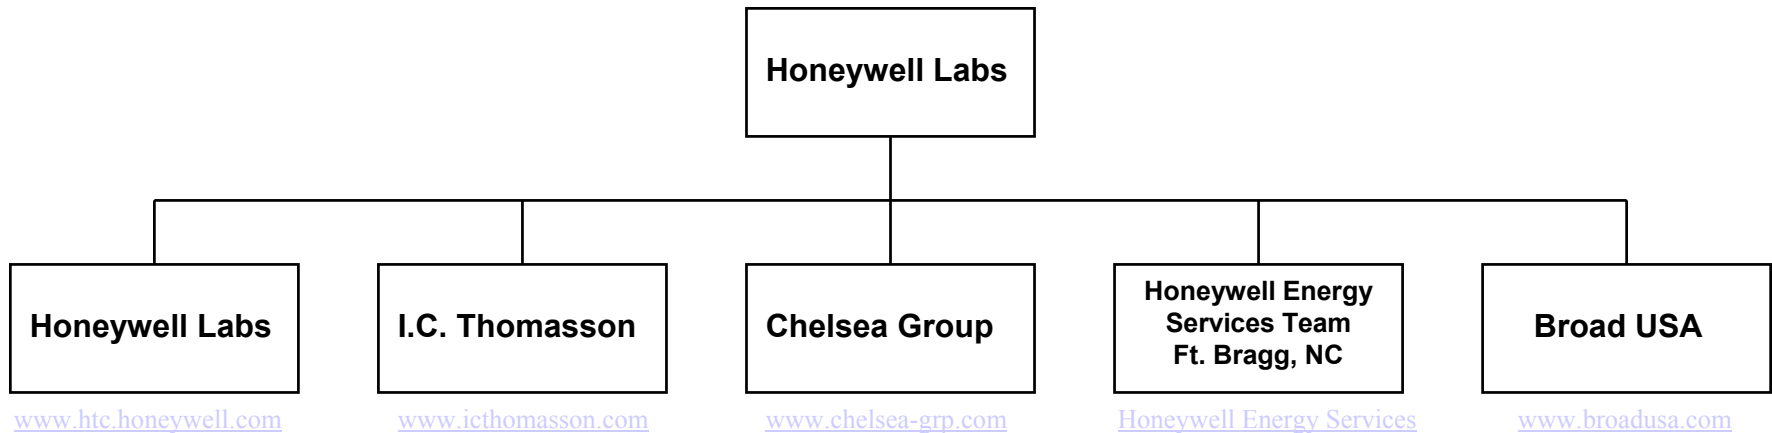 Honeywell Labs
Honeywell Labs
I.C. Thomasson
Chelsea Group
Honeywell Energy
Services Team
Ft. Bragg, NC
Broad USA
www.htc.honeywell.com
www.icthomasson.com
www.chelsea-grp.com
Honeywell Energy Services
www.broadusa.com